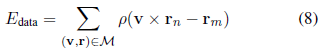 E_data = ∑_{(v,r)∈M} ρ(v × r_n − r_m) (8)